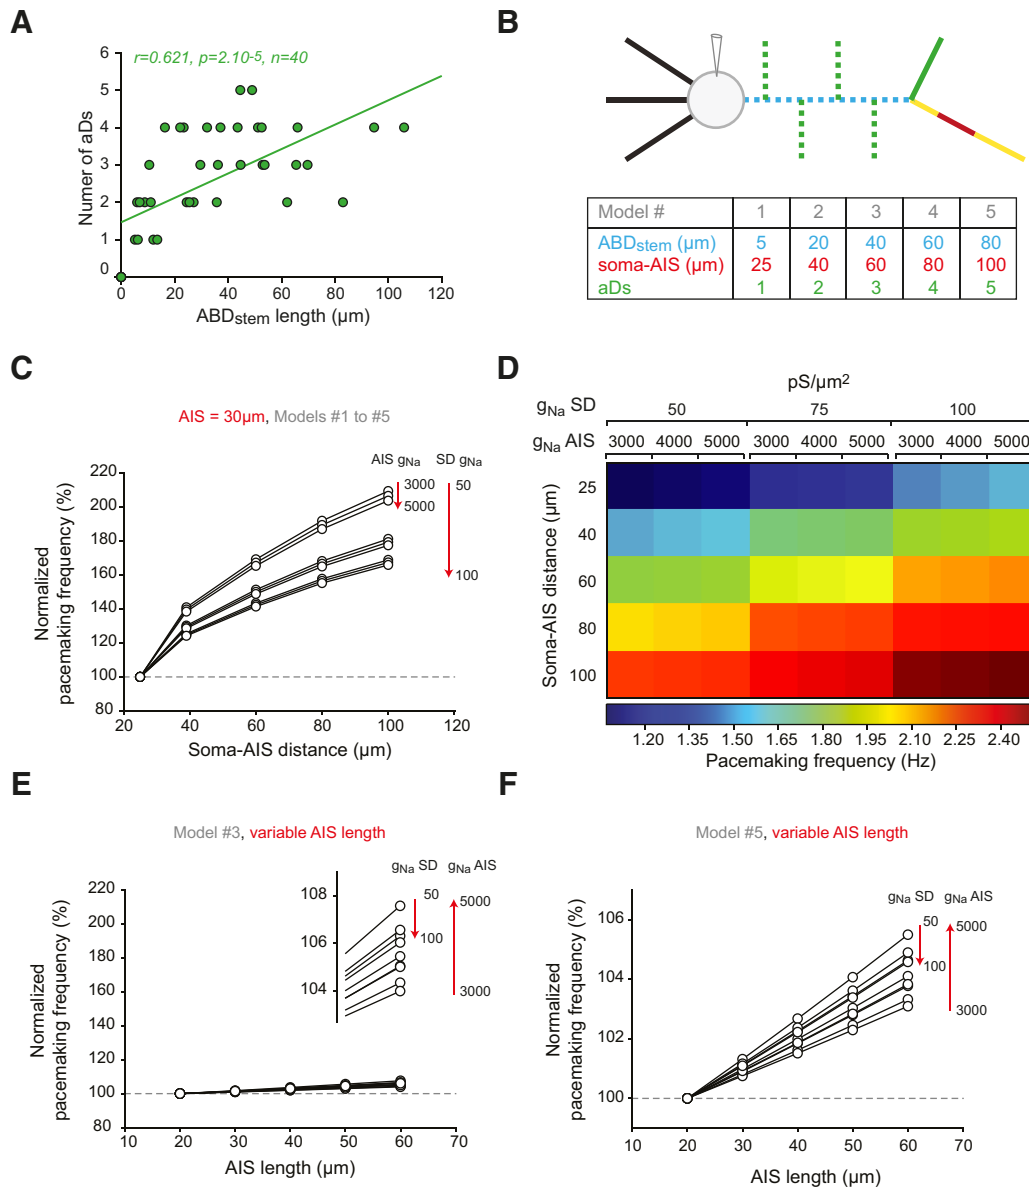 A
r=0.621, p=2.10-5, n=40
Numer of aDs
6
5
4
3
2
1
0
0 20 40 60 80 100 120
ABDstem length (µm)
B
Model # 1 2 3 4 5
ABDstem (µm) 5 20 40 60 80
soma-AIS (µm) 25 40 60 80 100
aDs 1 2 3 4 5
C
AIS = 30µm, Models #1 to #5
Normalized
pacemaking frequency (%)
220
200
180
160
140
120
100
80
20 40 60 80 100 120
Soma-AIS distance (µm)
AIS gNa SD gNa
3000 50
5000
100
D
pS/µm2
gNa SD 50 75 100
gNa AIS 3000 4000 5000 3000 4000 5000 3000 4000 5000
Soma-AIS distance (µm)
25
40
60
80
100
1.20 1.35 1.50 1.65 1.80 1.95 2.10 2.25 2.40
Pacemaking frequency (Hz)
E
Model #3, variable AIS length
Normalized
pacemaking frequency (%)
220
200
180
160
140
120
100
80
10 20 30 40 50 60 70
AIS length (µm)
108
106
104
gNa SD gNa AIS
50 5000
100
3000
F
Model #5, variable AIS length
Normalized
pacemaking frequency (%)
106
104
102
100
10 20 30 40 50 60 70
AIS length (µm)
gNa SD gNa AIS
50 5000
100
3000